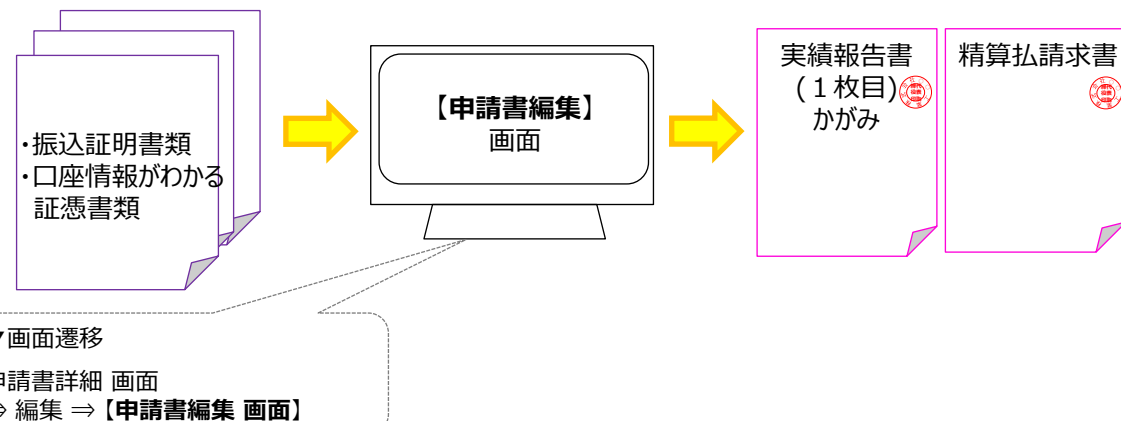 ・振込証明書類
・口座情報がわかる
証憑書類
【申請書編集】
画面
実績報告書
(１枚目)
かがみ
精算払請求書
画面遷移
申請書詳細 画面
⇒ 編集 ⇒【申請書編集 画面】